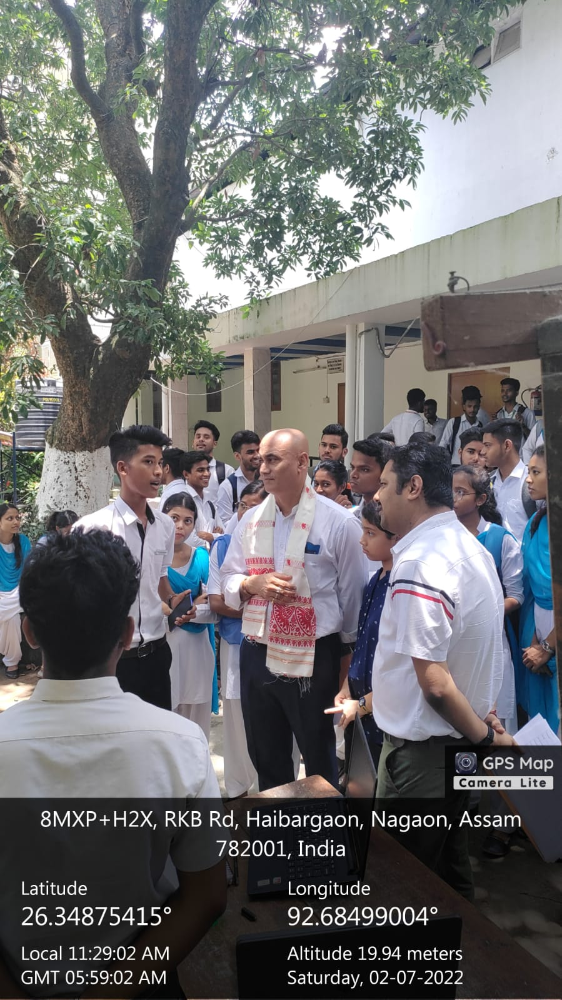 POLYCOON
GPS Map
Camera Lite
8MXP+H2X, RKB Rd, Haibargaon, Nagaon, Assam
782001, India
Latitude
26.34875415°
Longitude
92.68499004°
Local 11:29:02 AM
GMT 05:59:02 AM
Altitude 19.94 meters
Saturday, 02-07-2022